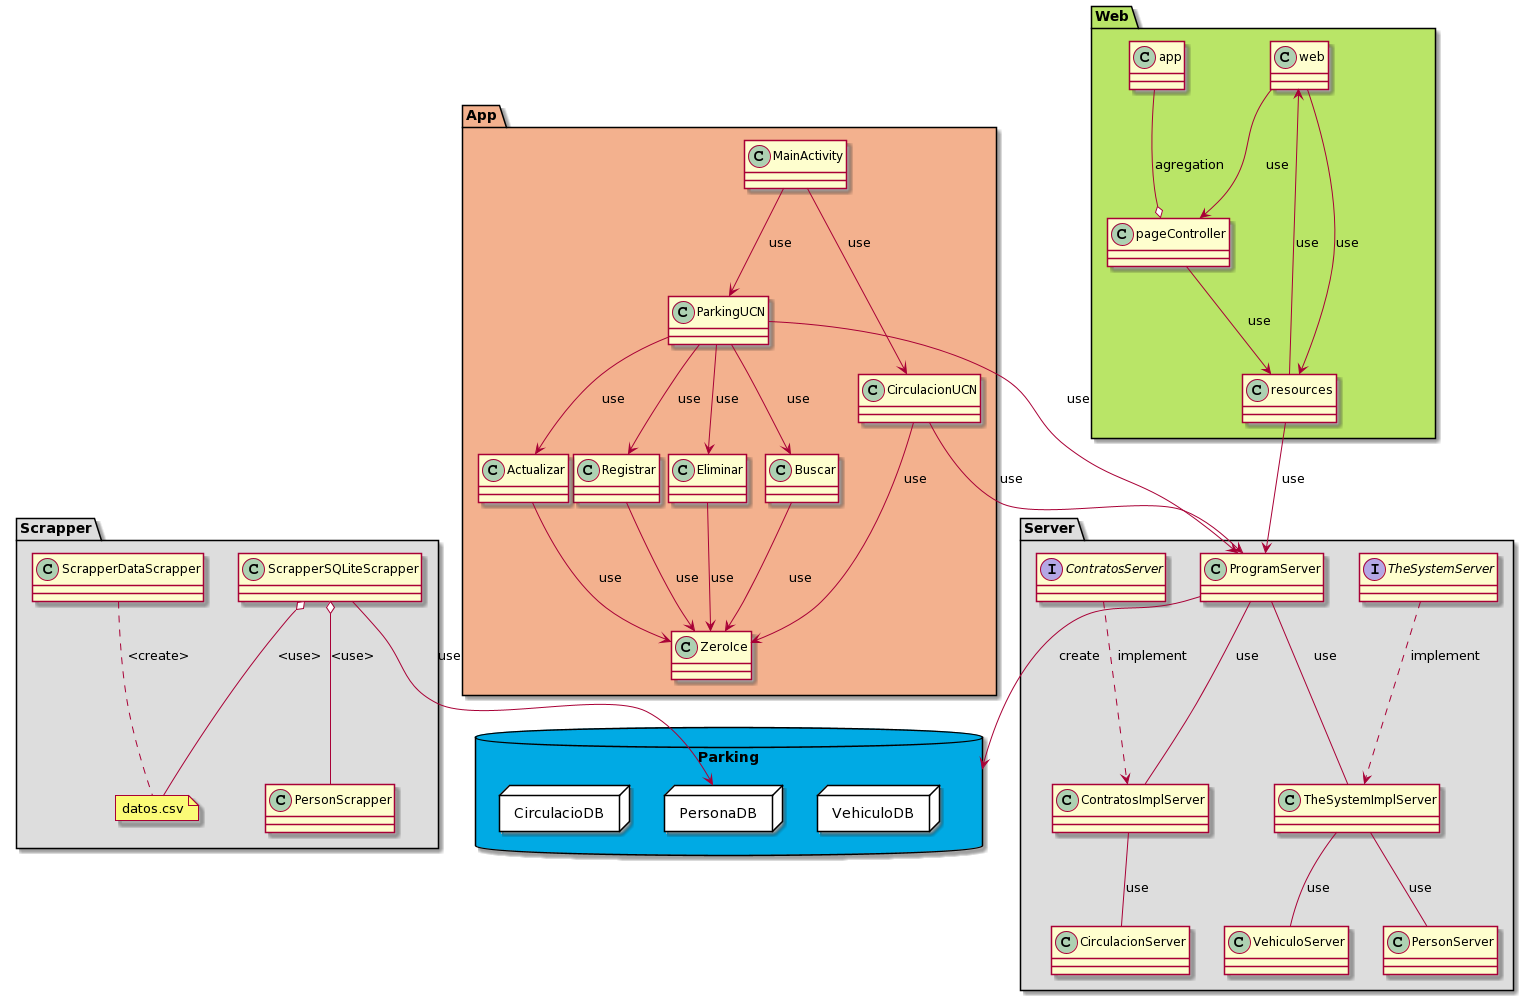 Web
C app
C web
agregation
use
C pageController
use
use
use
C resources
use
App
C MainActivity
use
use
C ParkingUCN
C CirculacionUCN
use
use
use
use
use
C Actualizar
C Registrar
C Eliminar
C Buscar
use
use
use
use
use
use
C ZeroIce
Scrapper
C ScrapperDataScrapper
C ScrapperSQLiteScrapper
<create>
<use>
<use>
use
datos.csv
C PersonScrapper
Parking
CirculacioDB
PersonaDB
VehiculoDB
Server
I ContratosServer
C ProgramServer
I TheSystemServer
create
implement
use
use
implement
C ContratosImplServer
C TheSystemImplServer
use
use
use
C CirculacionServer
C VehiculoServer
C PersonServer